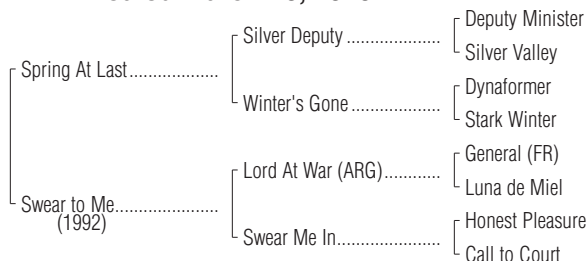 Deputy Minister
Silver Deputy
Silver Valley
Spring At Last
Dynaformer
Winter's Gone
Stark Winter
General (FR)
Lord At War (ARG)
Luna de Miel
Swear to Me
(1992)
Honest Pleasure
Swear Me In
Call to Court